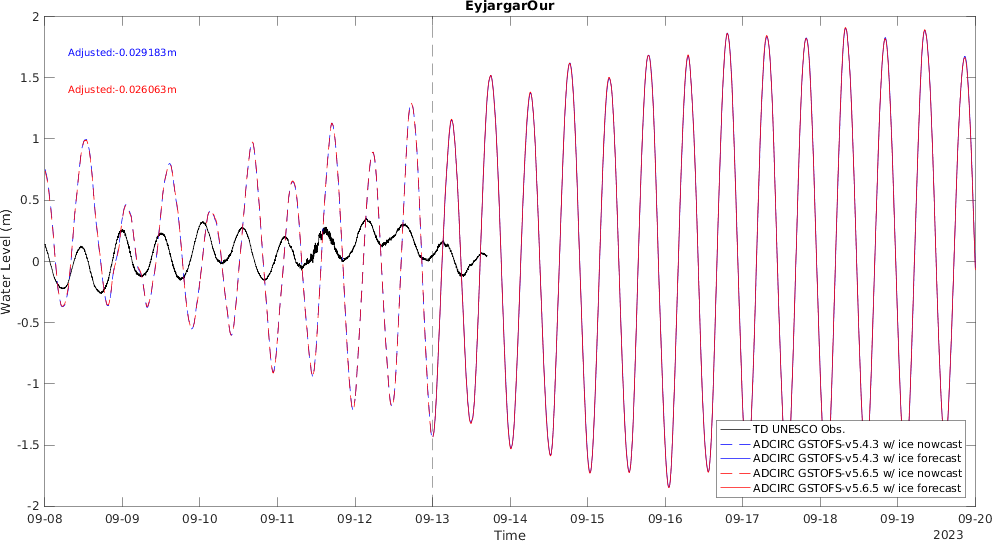 EyjargarOur
2
1.5
1
0.5
0
-0.5
-1
-1.5
-2
Water Level (m)
Adjusted:-0.029183m
Adjusted:-0.026063m
TD UNESCO Obs.
ADCIRC GSTOFS-v5.4.3 w/ ice nowcast
ADCIRC GSTOFS-v5.4.3 w/ ice forecast
ADCIRC GSTOFS-v5.6.5 w/ ice nowcast
ADCIRC GSTOFS-v5.6.5 w/ ice forecast
09-08 09-09 09-10 09-11 09-12 09-13 09-14 09-15 09-16 09-17 09-18 09-19 09-20
Time
2023